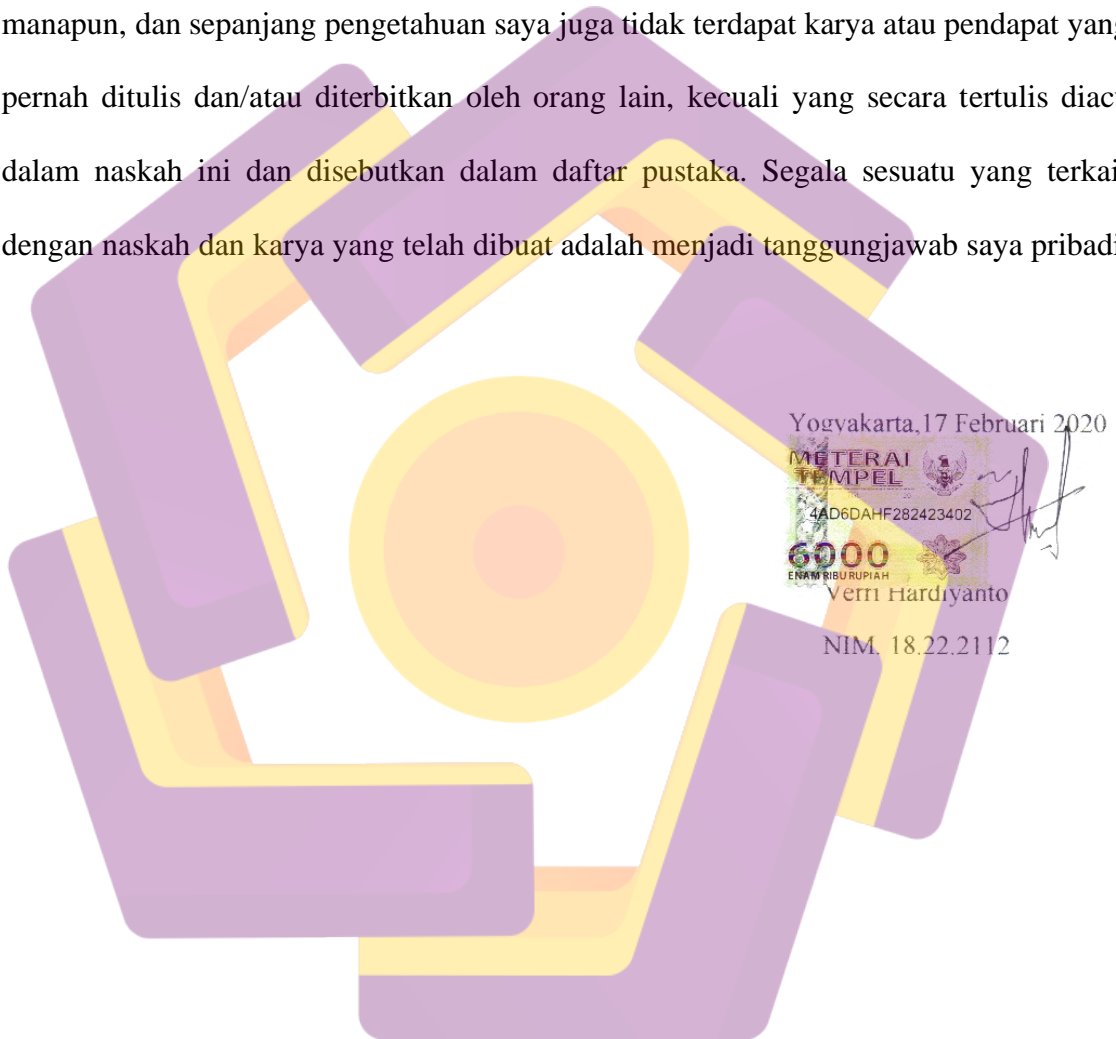 manapun, dan sepanjang pengetahuan saya juga tidak terdapat karya atau pendapat yang
pernah ditulis dan/atau diterbitkan oleh orang lain, kecuali yang secara tertulis diac
dalam naskah ini dan disebutkan dalam daftar pustaka. Segala sesuatu yang terkai
dengan naskah dan karya yang telah dibuat adalah menjadi tanggungjawab saya pribadi
Yogyakarta,17 Februari 2020
METERAI
TEMPEL
20
4AD6DAHF282423402
6000
ENAM RIBU RUPIAH
Verri Hardiyanto
NIM. 18.22.2112